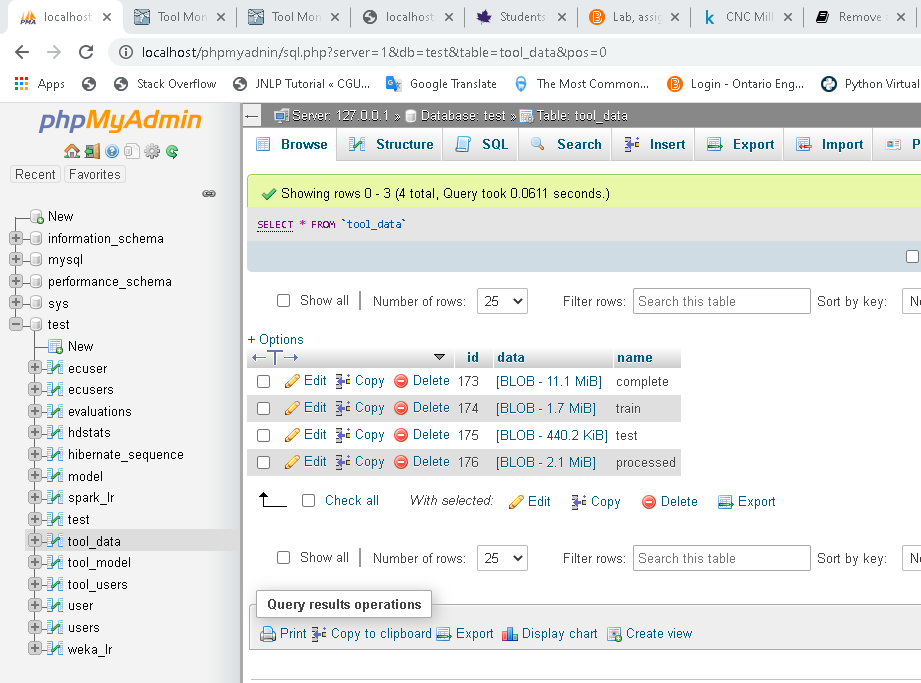 localhost
Tool Mon
Tool Mon
localhost
Students
Lab, assig
CNC Mill
Remove
localhost/phpmyadmin/sql.php?server=1&db=test&table=tool_data&pos=0
Apps
Stack Overflow
JNLP Tutorial « CGU...
Google Translate
The Most Common...
Login - Ontario Eng...
Python Virtual
phpMyAdmin
Recent
Favorites
New
information_schema
mysql
performance_schema
sys
test
New
ecuser
ecusers
evaluations
hdstats
hibernate_sequence
model
spark_lr
test
tool_data
tool_model
tool_users
user
users
weka_lr
Server: 127.0.0.1 » Database: test » Table: tool_data
Browse Structure SQL Search Insert Export Import P
Showing rows 0 - 3 (4 total, Query took 0.0611 seconds.)
SELECT * FROM `tool_data`
Show all Number of rows: 25 Filter rows: Search this table Sort by key:
+ Options
id data name
Edit Copy Delete 173 [BLOB - 11.1 MiB] complete
Edit Copy Delete 174 [BLOB - 1.7 MiB] train
Edit Copy Delete 175 [BLOB - 440.2 KiB] test
Edit Copy Delete 176 [BLOB - 2.1 MiB] processed
Check all With selected: Edit Copy Delete Export
Show all Number of rows: 25 Filter rows: Search this table Sort by key:
Query results operations
Print Copy to clipboard Export Display chart Create view